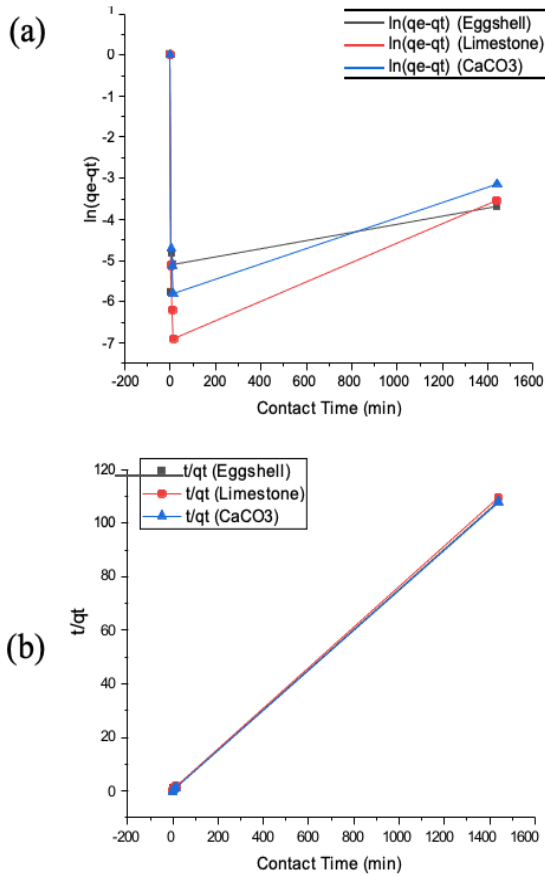 (a)
ln(qe-qt) (Eggshell)
ln(qe-qt) (Limestone)
ln(qe-qt) (CaCO3)
1
0
-1
-2
-3
-4
-5
-6
-7
ln(qe-qt)
-200 0 200 400 600 800 1000 1200 1400 1600
Contact Time (min)
(b)
t/qt (Eggshell)
t/qt (Limestone)
t/qt (CaCO3)
120
100
80
60
40
20
0
t/qt
-200 0 200 400 600 800 1000 1200 1400 1600
Contact Time (min)